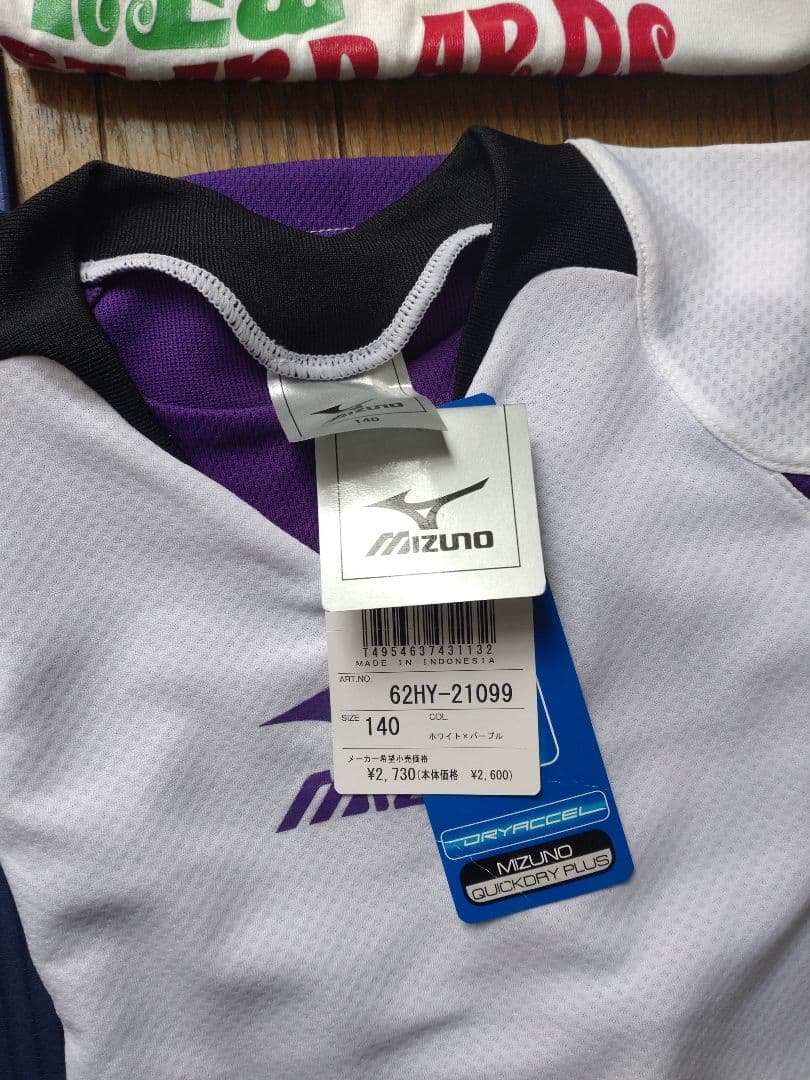 MIZUNO
140
MIZUNO
T4954637431132
MADE IN INDONESIA
ART.NO. 62HY-21099
SIZE 140 COL. ホワイト×パープル
メーカー希望小売価格
¥2,730(本体価格 ¥2,600)
DRYACCEL
MIZUNO
QUICKDRY PLUS